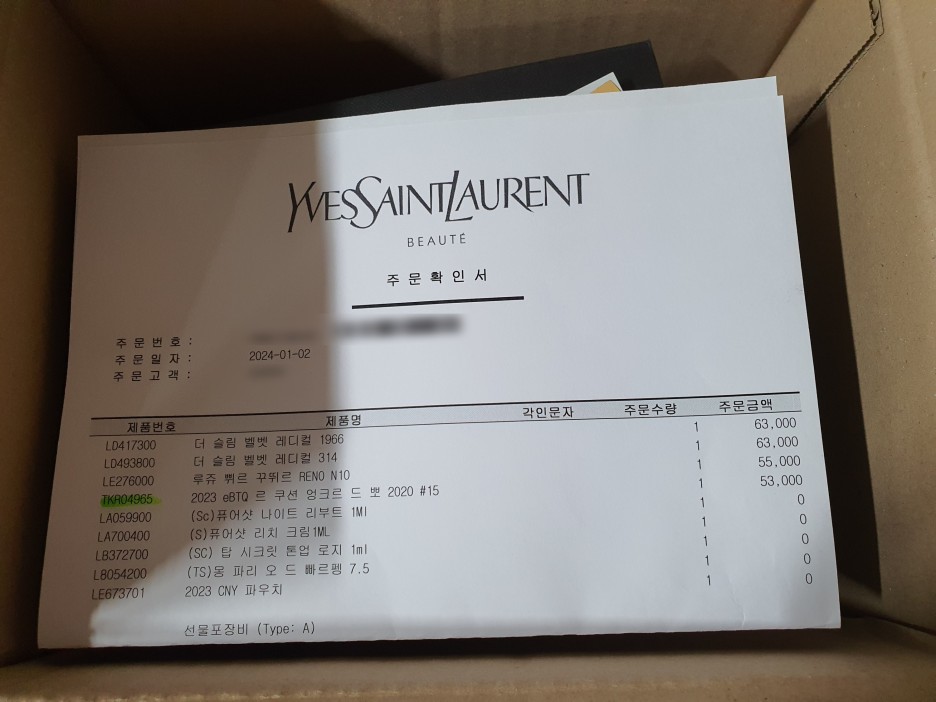 YVESSAINTLAURENT
BEAUTÉ
주 문 확 인 서
주 문 번 호 :
주 문 일 자 : 2024-01-02
주 문 고 객 :
제품번호 제품명 각인문자 주문수량 주문금액
LD417300 더 슬림 벨벳 레디컬 1966 1 63,000
LD493800 더 슬림 벨벳 레디컬 314 1 63,000
LE276000 루쥬 쀠르 꾸뛰르 RENO N10 1 55,000
TKR04965 2023 eBTQ 르 쿠션 엉크르 드 뽀 2020 #15 1 53,000
LA059900 (Sc)퓨어샷 나이트 리부트 1Ml 1 0
LA700400 (S)퓨어샷 리치 크림1ML 1 0
LB372700 (SC) 탑 시크릿 톤업 로지 1ml 1 0
L8054200 (TS)몽 파리 오 드 빠르펭 7.5 1 0
LE673701 2023 CNY 파우치 1 0
선물포장비 (Type: A)